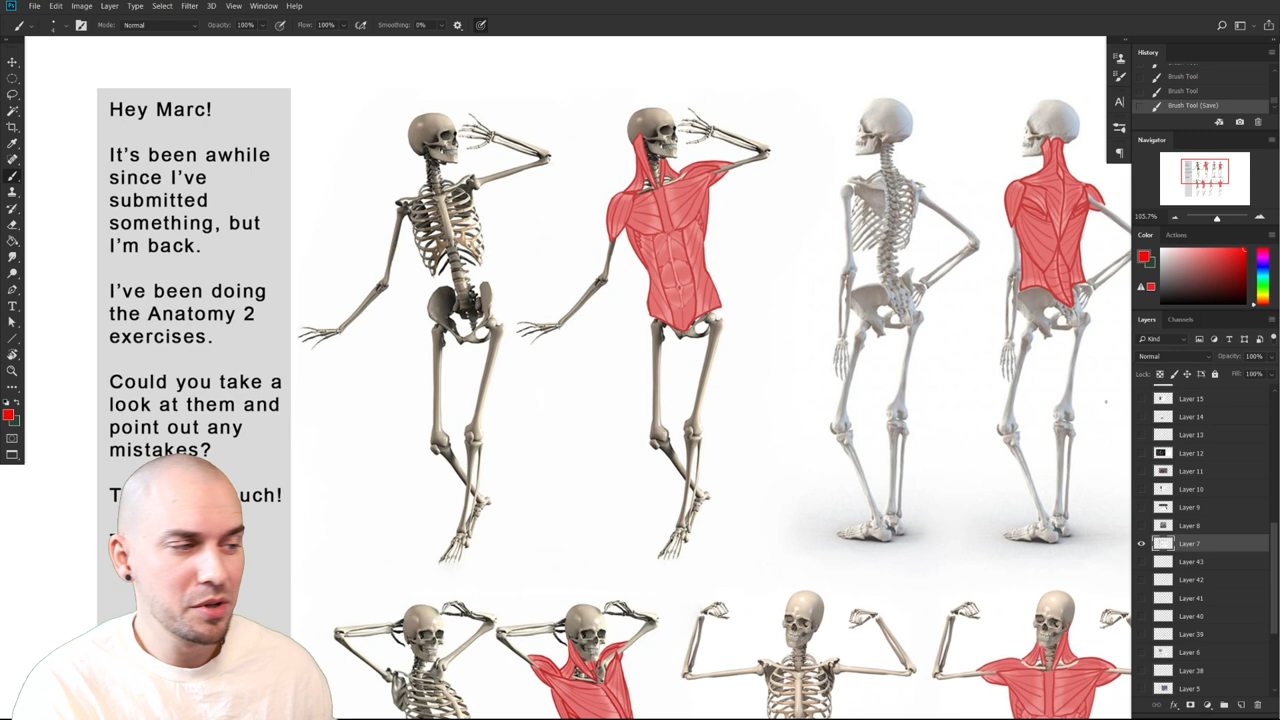 File Edit Image Layer Type Select Filter 3D View Window Help
Mode: Normal Opacity: 100% Flow: 100% Smoothing: 0%
History
Brush Tool
Brush Tool
Brush Tool (Save)
Navigator
105.7%
Color Actions
Layers Channels
Kind
Normal Opacity: 100%
Lock: Fill: 100%
Layer 15
Layer 14
Layer 13
Layer 12
Layer 11
Layer 10
Layer 9
Layer 8
Layer 7
Layer 43
Layer 42
Layer 41
Layer 40
Layer 39
Layer 6
Layer 38
Layer 5
Hey Marc!
It's been awhile
since I've
submitted
something, but
I'm back.
I've been doing
the Anatomy 2
exercises.
Could you take a
look at them and
point out any
mistakes?
uch!